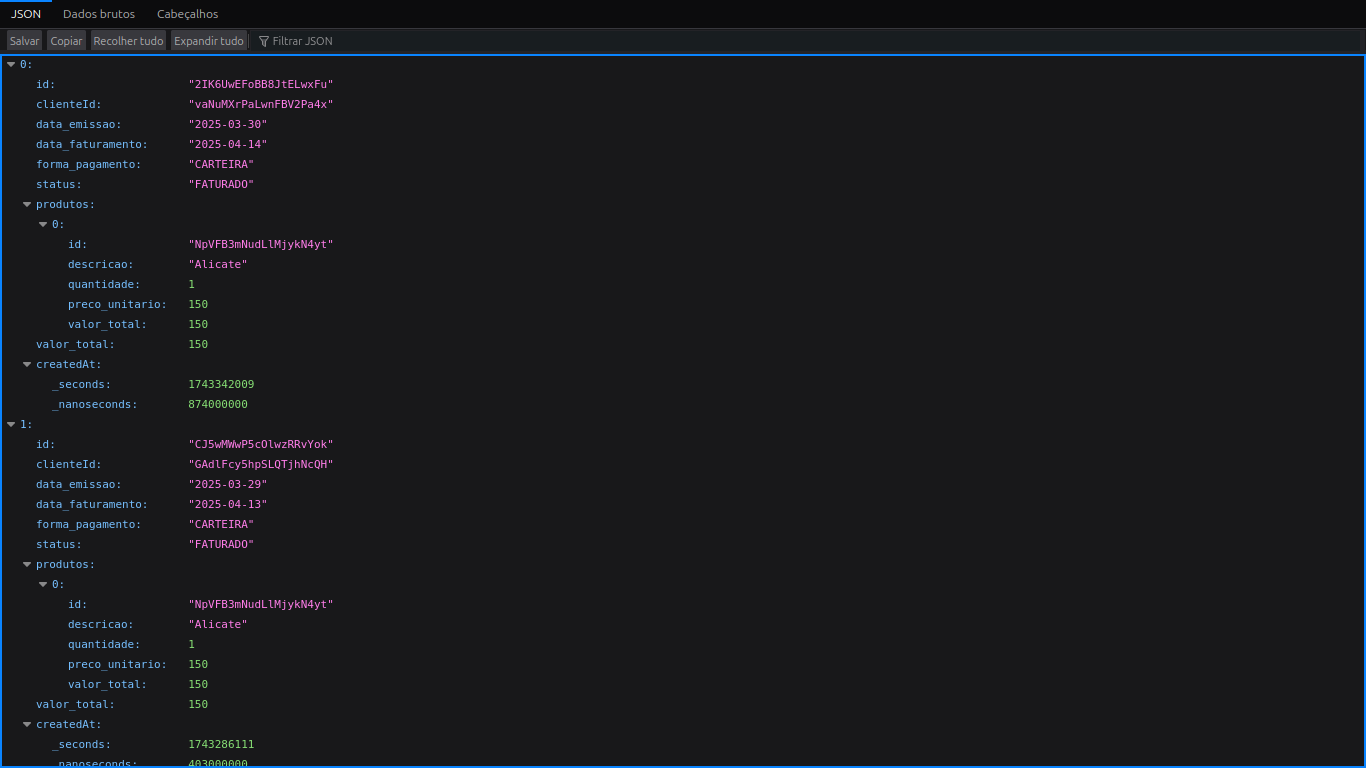 JSON Dados brutos Cabeçalhos
Salvar Copiar Recolher tudo Expandir tudo Filtrar JSON
0:
id: "2IK6UwEFoBB8JtELwxFu"
clienteId: "vaNuMXrPaLwnFBV2Pa4x"
data_emissao: "2025-03-30"
data_faturamento: "2025-04-14"
forma_pagamento: "CARTEIRA"
status: "FATURADO"
produtos:
0:
id: "NpVFB3mNudLlMjykN4yt"
descricao: "Alicate"
quantidade: 1
preco_unitario: 150
valor_total: 150
valor_total: 150
createdAt:
_seconds: 1743342009
_nanoseconds: 874000000
1:
id: "CJ5wMWwP5cOlwzRRvYok"
clienteId: "GAdlFcy5hpSLQTjhNcQH"
data_emissao: "2025-03-29"
data_faturamento: "2025-04-13"
forma_pagamento: "CARTEIRA"
status: "FATURADO"
produtos:
0:
id: "NpVFB3mNudLlMjykN4yt"
descricao: "Alicate"
quantidade: 1
preco_unitario: 150
valor_total: 150
valor_total: 150
createdAt:
_seconds: 1743286111
_nanoseconds: 403000000